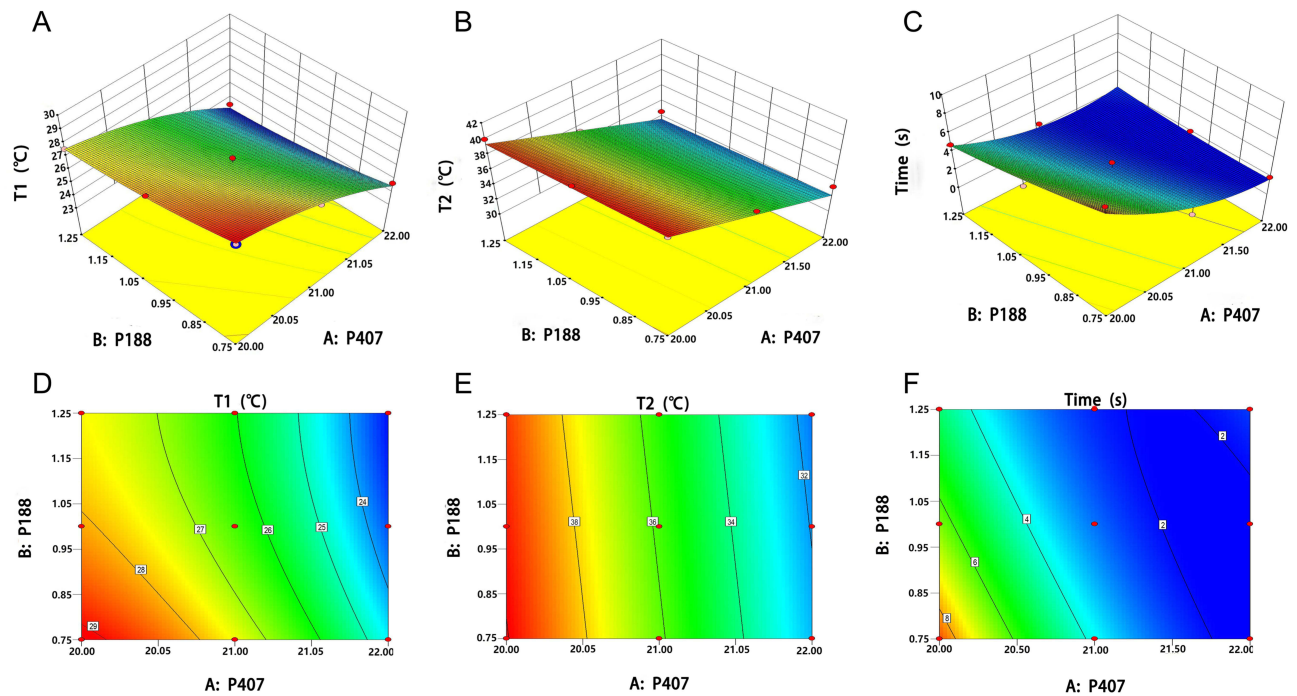 A
B
C
30
29
28
27
26
25
24
23
T1 (℃)
1.25
1.15
1.05
0.95
0.85
0.75
B: P188
20.00
20.05
21.00
21.05
22.00
A: P407
42
40
38
36
34
32
30
T2 (℃)
1.25
1.15
1.05
0.95
0.85
0.75
B: P188
20.00
20.05
21.00
21.50
22.00
A: P407
10
8
6
4
2
0
Time (s)
1.25
1.15
1.05
0.95
0.85
0.75
B: P188
20.00
20.05
21.00
21.50
22.00
A: P407
D
T1 (℃)
1.25
1.15
1.05
0.95
0.85
0.75
B: P188
24
25
26
27
28
29
20.00 20.05 21.00 21.05 22.00
A: P407
E
T2 (℃)
1.25
1.15
1.05
0.95
0.85
0.75
B: P188
32
38 36 34
20.00 20.05 21.00 21.05 22.00
A: P407
F
Time (s)
1.25
1.15
1.05
0.95
0.85
0.75
B: P188
2
4 2
6
8
20.00 20.50 21.00 21.50 22.00
A: P407